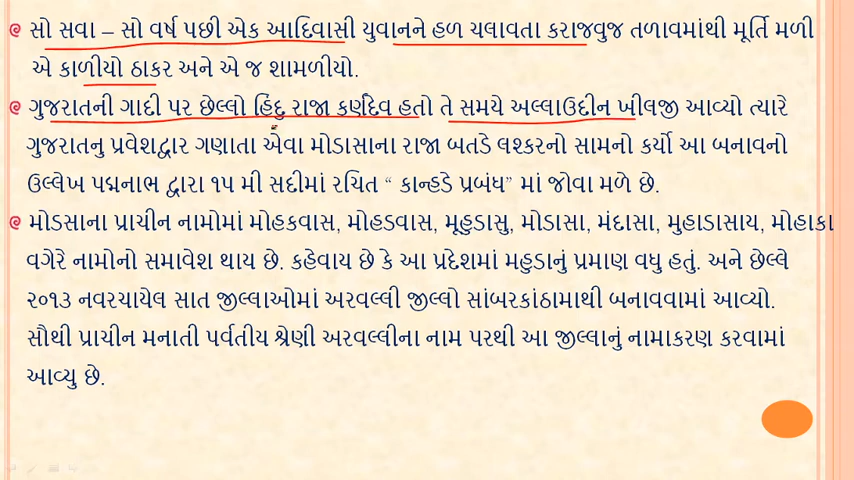 સો સવા – સો વર્ષ પછી એક આદિવાસી યુવાનને હળ ચલાવતા કરાજવુજ તળાવમાંથી મૂર્તિ મળી
એ કાળીયો ઠાકર અને એ જ શામળીયો.
ગુજરાતની ગાદી પર છેલ્લો હિંદુ રાજા કર્ણદેવ હતો તે સમયે અલ્લાઉદીન ખીલજી આવ્યો ત્યારે
ગુજરાતનુ પ્રવેશદ્વાર ગણાતા એવા મોડાસાના રાજા બતડે લશ્કરનો સામનો કર્યો આ બનાવનો
ઉલ્લેખ પદ્મનાભ દ્વારા ૧૫ મી સદીમાં રચિત “ કાન્હડે પ્રબંધ” માં જોવા મળે છે.
મોડસાના પ્રાચીન નામોમાં મોહકવાસ, મોહડવાસ, મૂહુડાસુ, મોડાસા, મંદાસા, મુહાડાસાય, મોહાકા
વગેરે નામોનો સમાવેશ થાય છે. કહેવાય છે કે આ પ્રદેશમાં મહુડાનું પ્રમાણ વધુ હતું. અને છેલ્લે
૨૦૧૩ નવરચાયેલ સાત જીલ્લાઓમાં અરવલ્લી જીલ્લો સાંબરકાંઠામાથી બનાવવામાં આવ્યો.
સૌથી પ્રાચીન મનાતી પર્વતીય શ્રેણી અરવલ્લીના નામ પરથી આ જીલ્લાનું નામાકરણ કરવામાં
આવ્યુ છે.